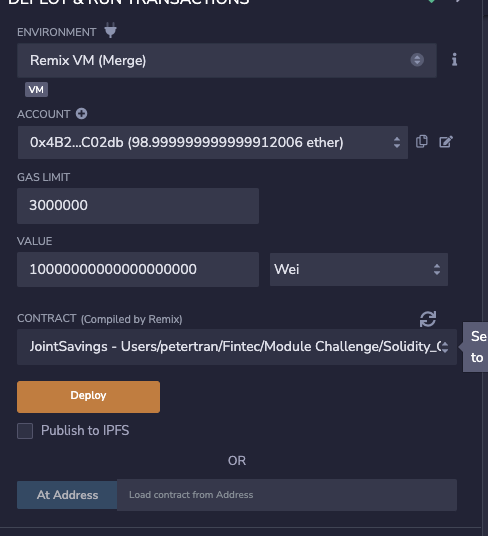 DEPLOY & RUN TRANSACTIONS
ENVIRONMENT
Remix VM (Merge)
VM
ACCOUNT
0x4B2...C02db (98.999999999999912006 ether)
GAS LIMIT
3000000
VALUE
10000000000000000000 Wei
CONTRACT (Compiled by Remix)
JointSavings - Users/petertran/Fintec/Module Challenge/Solidity_C
Se
to
Deploy
Publish to IPFS
OR
At Address Load contract from Address